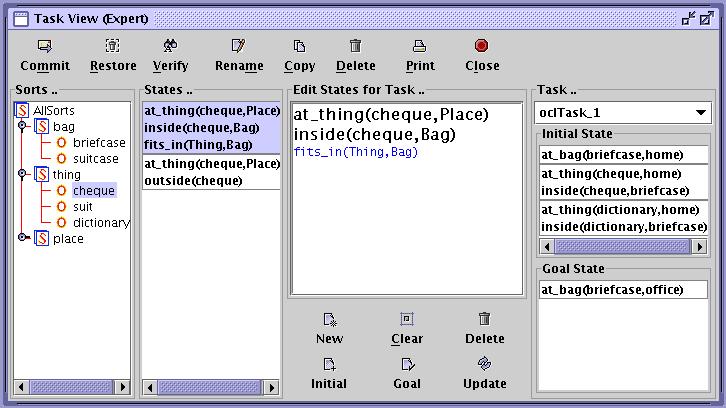 Task View (Expert)
Commit Restore Verify Rename Copy Delete Print Close
Sorts ..
AllSorts
bag
briefcase
suitcase
thing
cheque
suit
dictionary
place
States ..
at_thing(cheque,Place)
inside(cheque,Bag)
fits_in(Thing,Bag)
at_thing(cheque,Place)
outside(cheque)
Edit States for Task ..
at_thing(cheque,Place)
inside(cheque,Bag)
fits_in(Thing,Bag)
New Clear Delete
Initial Goal Update
Task ..
oclTask_1
Initial State
at_bag(briefcase,home)
at_thing(cheque,home)
inside(cheque,briefcase)
at_thing(dictionary,home)
inside(dictionary,briefcase)
Goal State
at_bag(briefcase,office)